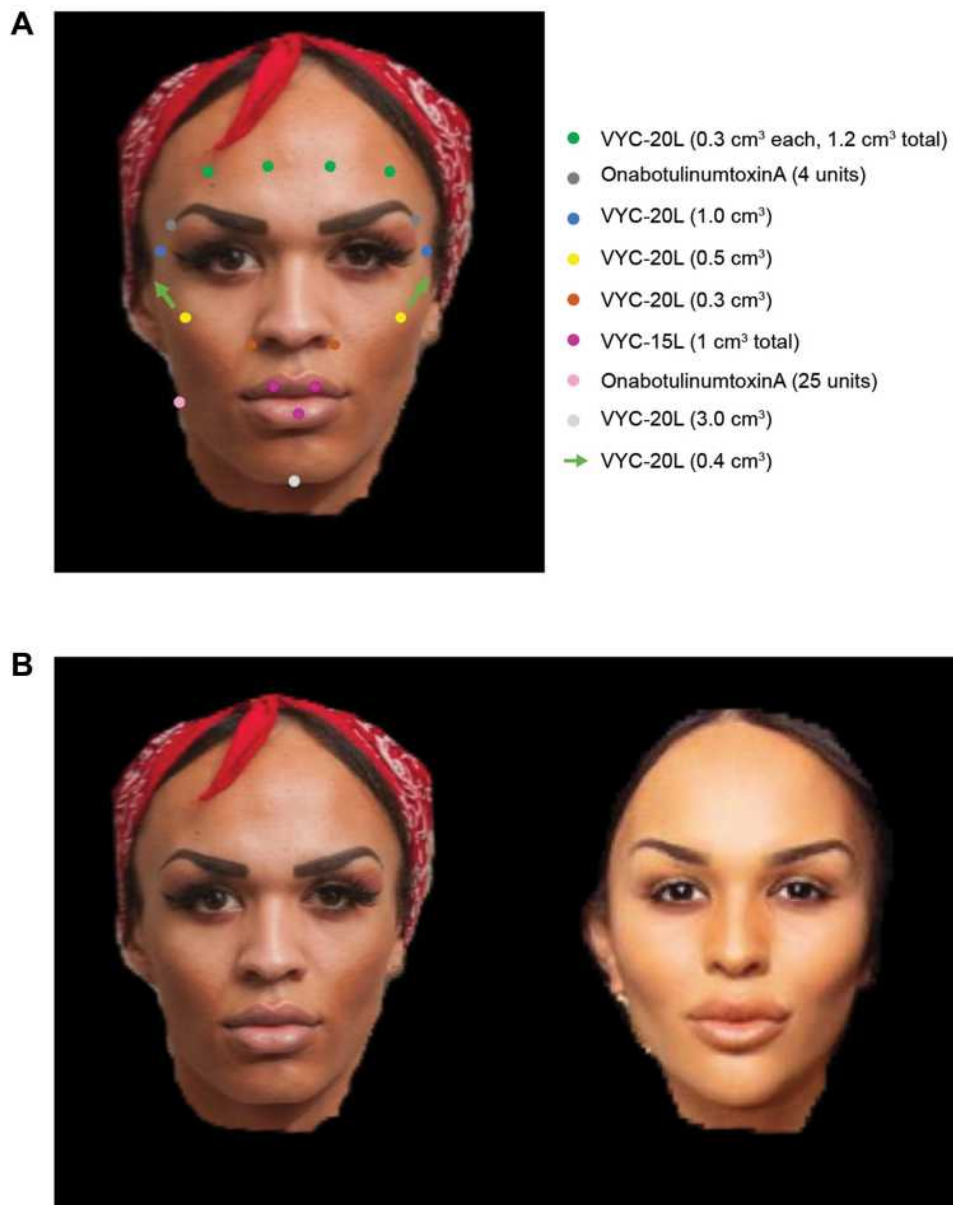 A
VYC-20L (0.3 cm³ each, 1.2 cm³ total)
OnabotulinumtoxinA (4 units)
VYC-20L (1.0 cm³)
VYC-20L (0.5 cm³)
VYC-20L (0.3 cm³)
VYC-15L (1 cm³ total)
OnabotulinumtoxinA (25 units)
VYC-20L (3.0 cm³)
VYC-20L (0.4 cm³)
B